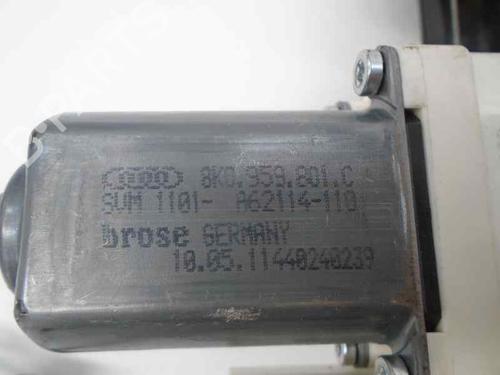 8K0.959.801.C
SWM 1101- A62114-110
brose GERMANY
10.05.11440240239